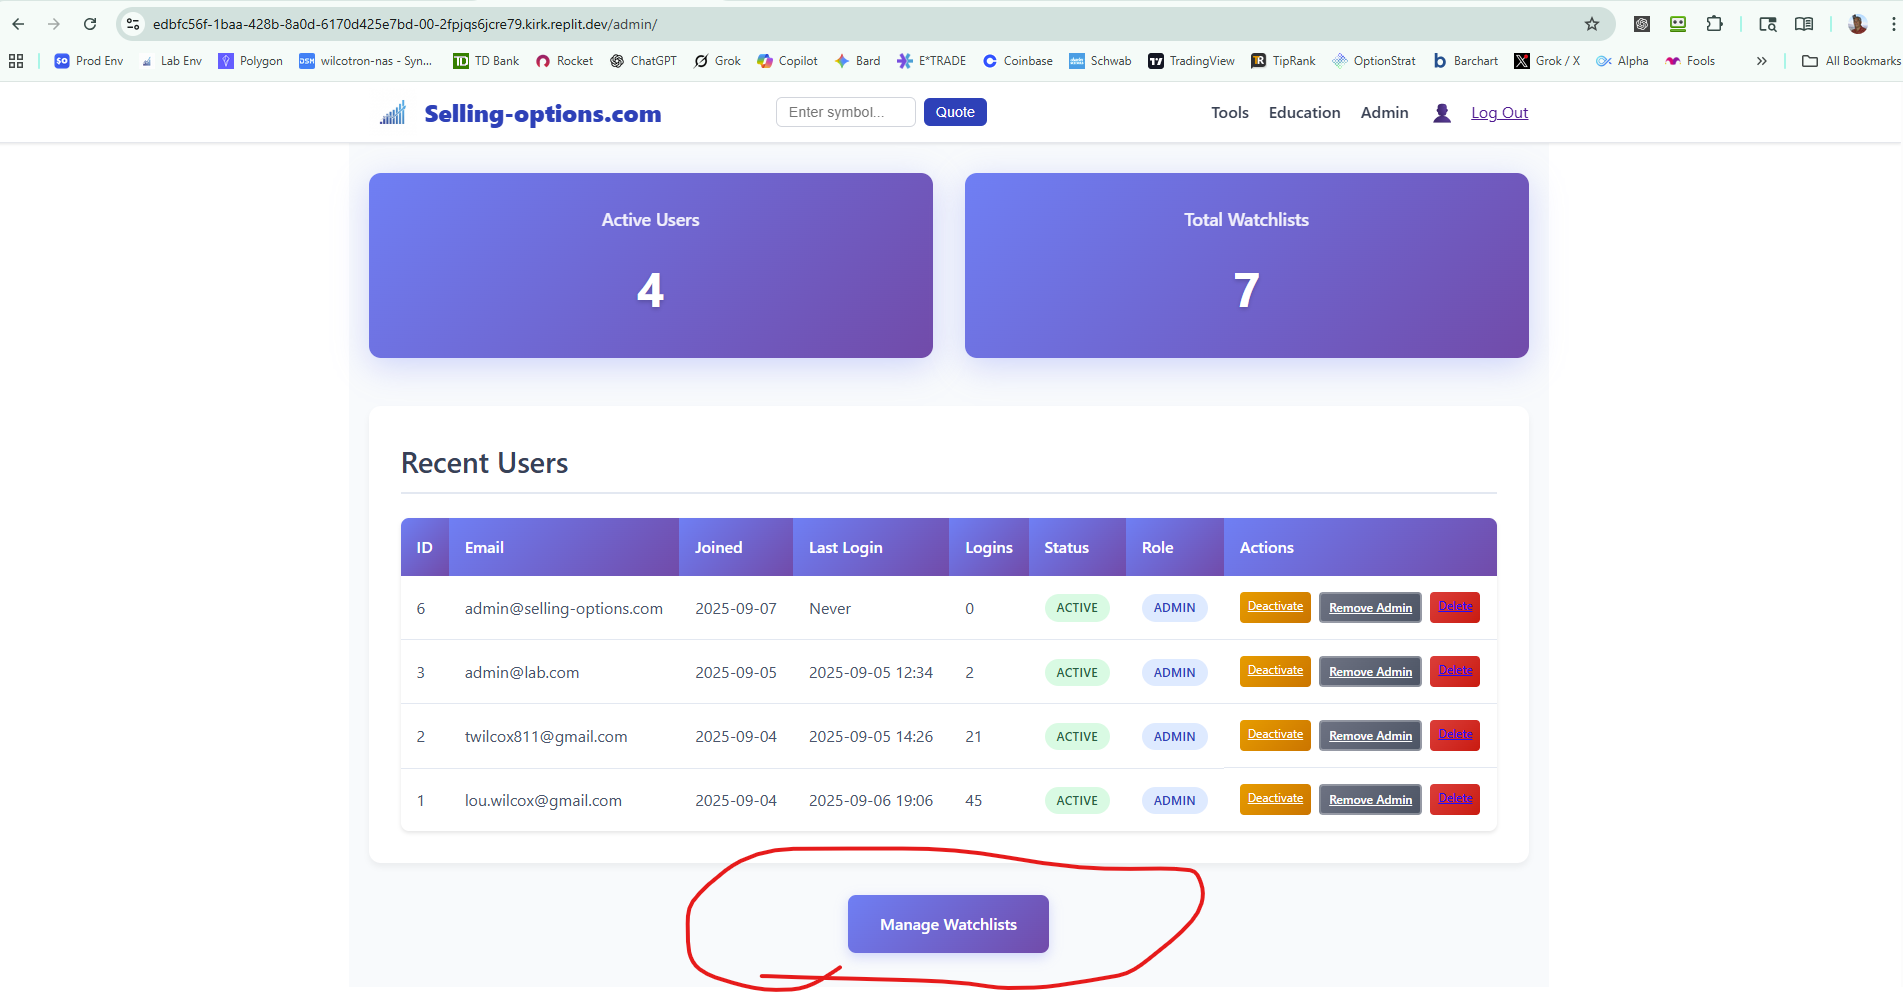 edbfc56f-1baa-428b-8a0d-6170d425e7bd-00-2fpjqs6jcre79.kirk.replit.dev/admin/
Prod Env Lab Env Polygon wilcotron-nas - Syn... TD Bank Rocket ChatGPT Grok Copilot Bard E*TRADE Coinbase Schwab TradingView TipRank OptionStrat Barchart Grok / X Alpha Fools » All Bookmarks
Selling-options.com Enter symbol... Quote Tools Education Admin Log Out
Active Users Total Watchlists
4 7
Recent Users
ID Email Joined Last Login Logins Status Role Actions
6 admin@selling-options.com 2025-09-07 Never 0 ACTIVE ADMIN Deactivate Remove Admin Delete
3 admin@lab.com 2025-09-05 2025-09-05 12:34 2 ACTIVE ADMIN Deactivate Remove Admin Delete
2 twilcox811@gmail.com 2025-09-04 2025-09-05 14:26 21 ACTIVE ADMIN Deactivate Remove Admin Delete
1 lou.wilcox@gmail.com 2025-09-04 2025-09-06 19:06 45 ACTIVE ADMIN Deactivate Remove Admin Delete
Manage Watchlists